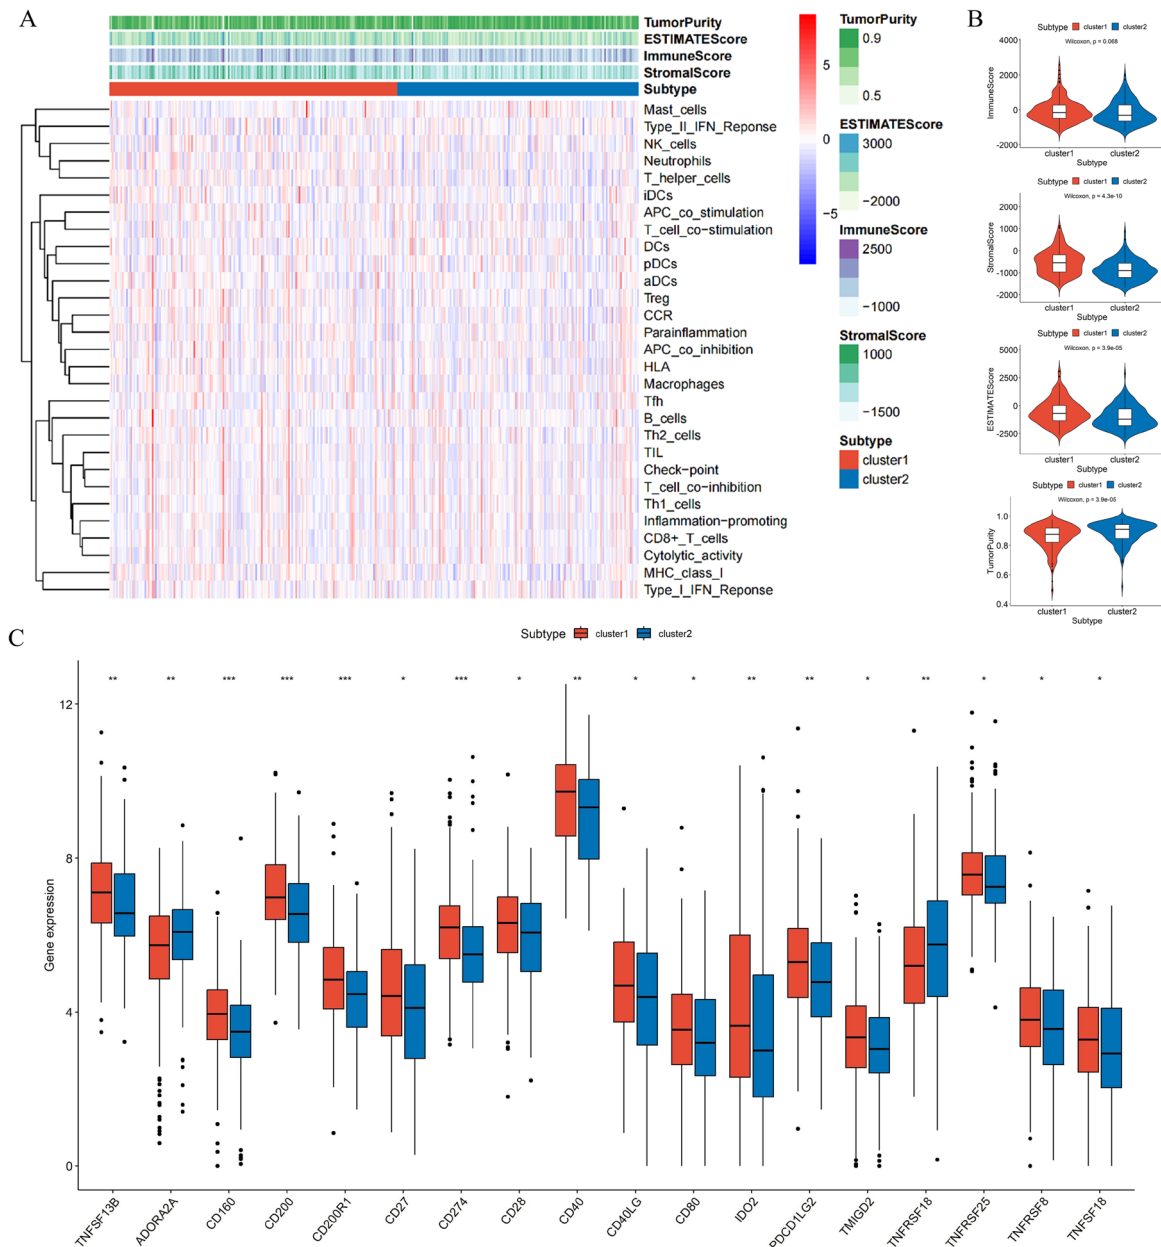 A
TumorPurity
ESTIMATEScore
ImmuneScore
StromalScore
Subtype
Mast_cells
Type_II_IFN_Reponse
NK_cells
Neutrophils
T_helper_cells
iDCs
APC_co_stimulation
T_cell_co-stimulation
DCs
pDCs
aDCs
Treg
CCR
Parainflammation
APC_co_inhibition
HLA
Macrophages
Tfh
B_cells
Th2_cells
TIL
Check-point
T_cell_co-inhibition
Th1_cells
Inflammation-promoting
CD8+_T_cells
Cytolytic_activity
MHC_class_I
Type_I_IFN_Reponse
5
0
−5
TumorPurity
0.9
0.5
ESTIMATEScore
3000
−2000
ImmuneScore
2500
−1000
StromalScore
1000
−1500
Subtype
cluster1
cluster2
B
Subtype cluster1 cluster2
Wilcoxon, p = 0.068
ImmuneScore
4000
2000
0
-2000
cluster1 cluster2
Subtype
Subtype cluster1 cluster2
Wilcoxon, p = 4.3e-10
StromalScore
2000
1000
0
-1000
-2000
cluster1 cluster2
Subtype
Subtype cluster1 cluster2
Wilcoxon, p = 3.9e-05
ESTIMATEScore
5000
2500
0
-2500
cluster1 cluster2
Subtype
Subtype cluster1 cluster2
Wilcoxon, p = 3.9e-05
TumorPurity
1.0
0.8
0.6
0.4
cluster1 cluster2
Subtype
C
Subtype cluster1 cluster2
** ** *** *** *** * *** * ** * * ** ** * ** * * *
Gene expression
12
8
4
0
TNFSF13B
ADORA2A
CD160
CD200
CD200R1
CD27
CD274
CD28
CD40
CD40LG
CD80
IDO2
PDCD1LG2
TMIGD2
TNFRSF18
TNFRSF25
TNFRSF8
TNFSF18